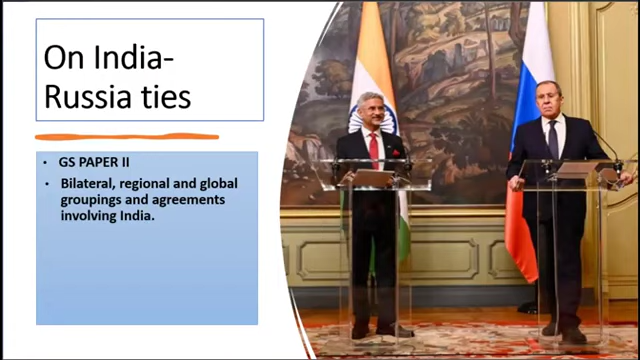 On India-
Russia ties
• GS PAPER II
• Bilateral, regional and global
groupings and agreements
involving India.